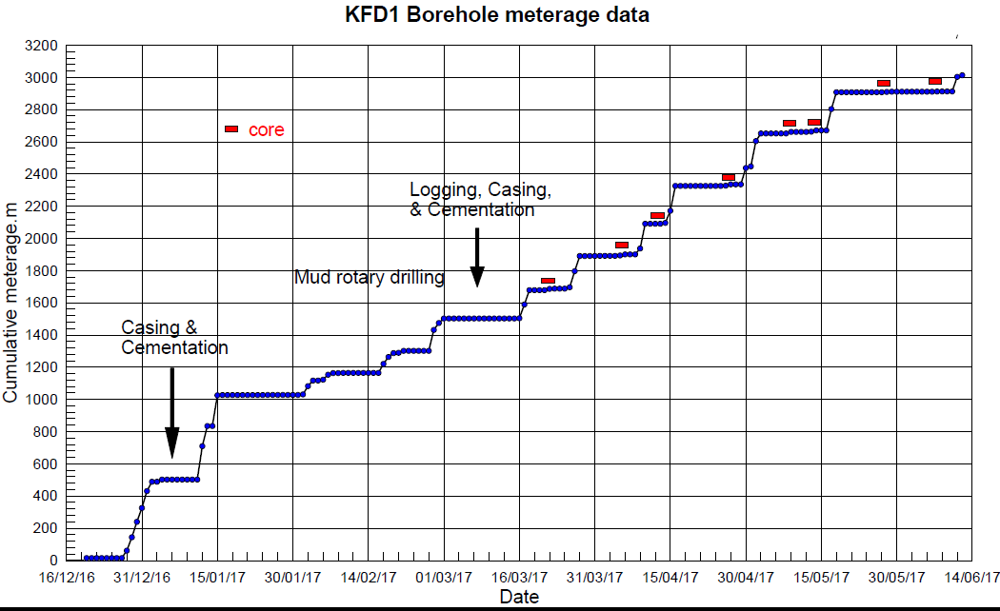 KFD1 Borehole meterage data
3200
3000
2800
2600
2400
2200
2000
1800
1600
1400
1200
1000
800
600
400
200
0
Cumulative meterage.m
core
Logging, Casing,
& Cementation
Mud rotary drilling
Casing &
Cementation
16/12/16 31/12/16 15/01/17 30/01/17 14/02/17 01/03/17 16/03/17 31/03/17 15/04/17 30/04/17 15/05/17 30/05/17 14/06/17
Date